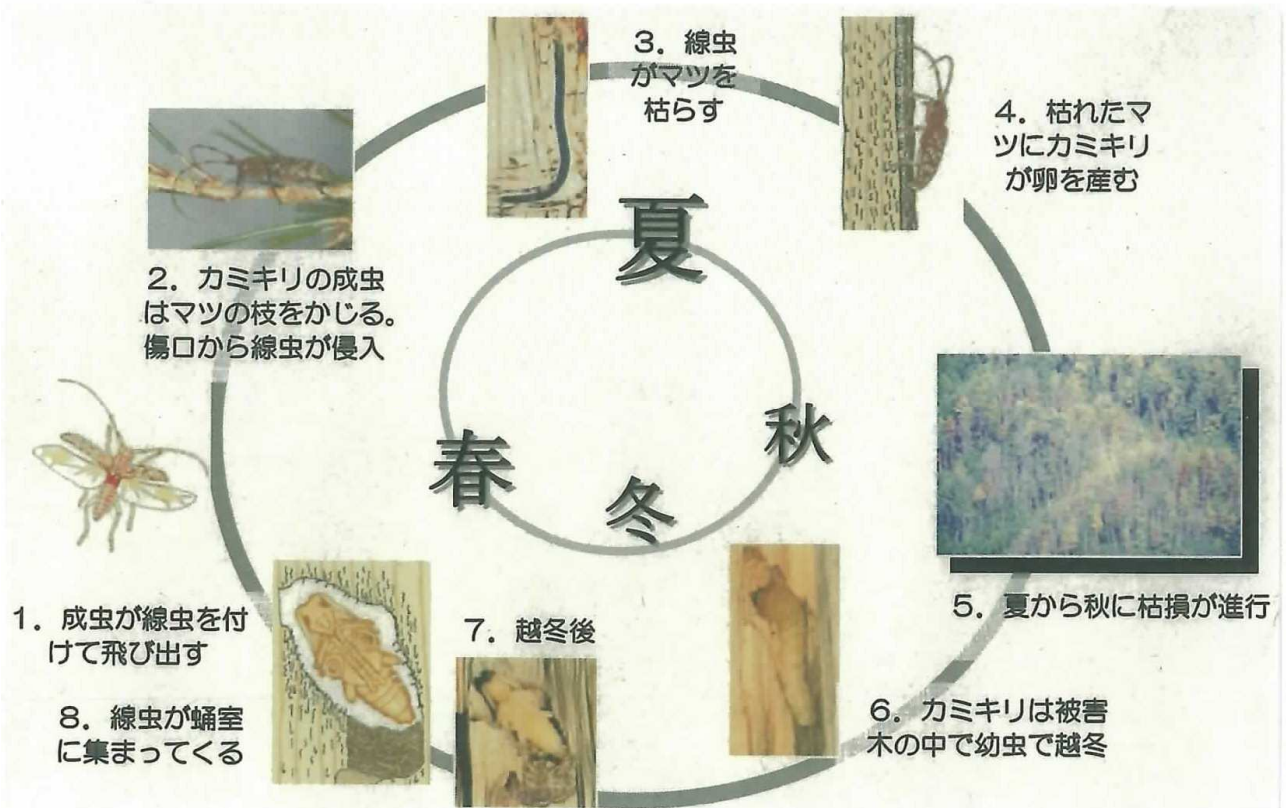 1．成虫が線虫を付
けて飛び出す
2．カミキリの成虫
はマツの枝をかじる。
傷口から線虫が侵入
3．線虫
がマツを
枯らす
4．枯れたマ
ツにカミキリ
が卵を産む
5．夏から秋に枯損が進行
6．カミキリは被害
木の中で幼虫で越冬
7．越冬後
8．線虫が蛹室
に集まってくる
春
夏
秋
冬